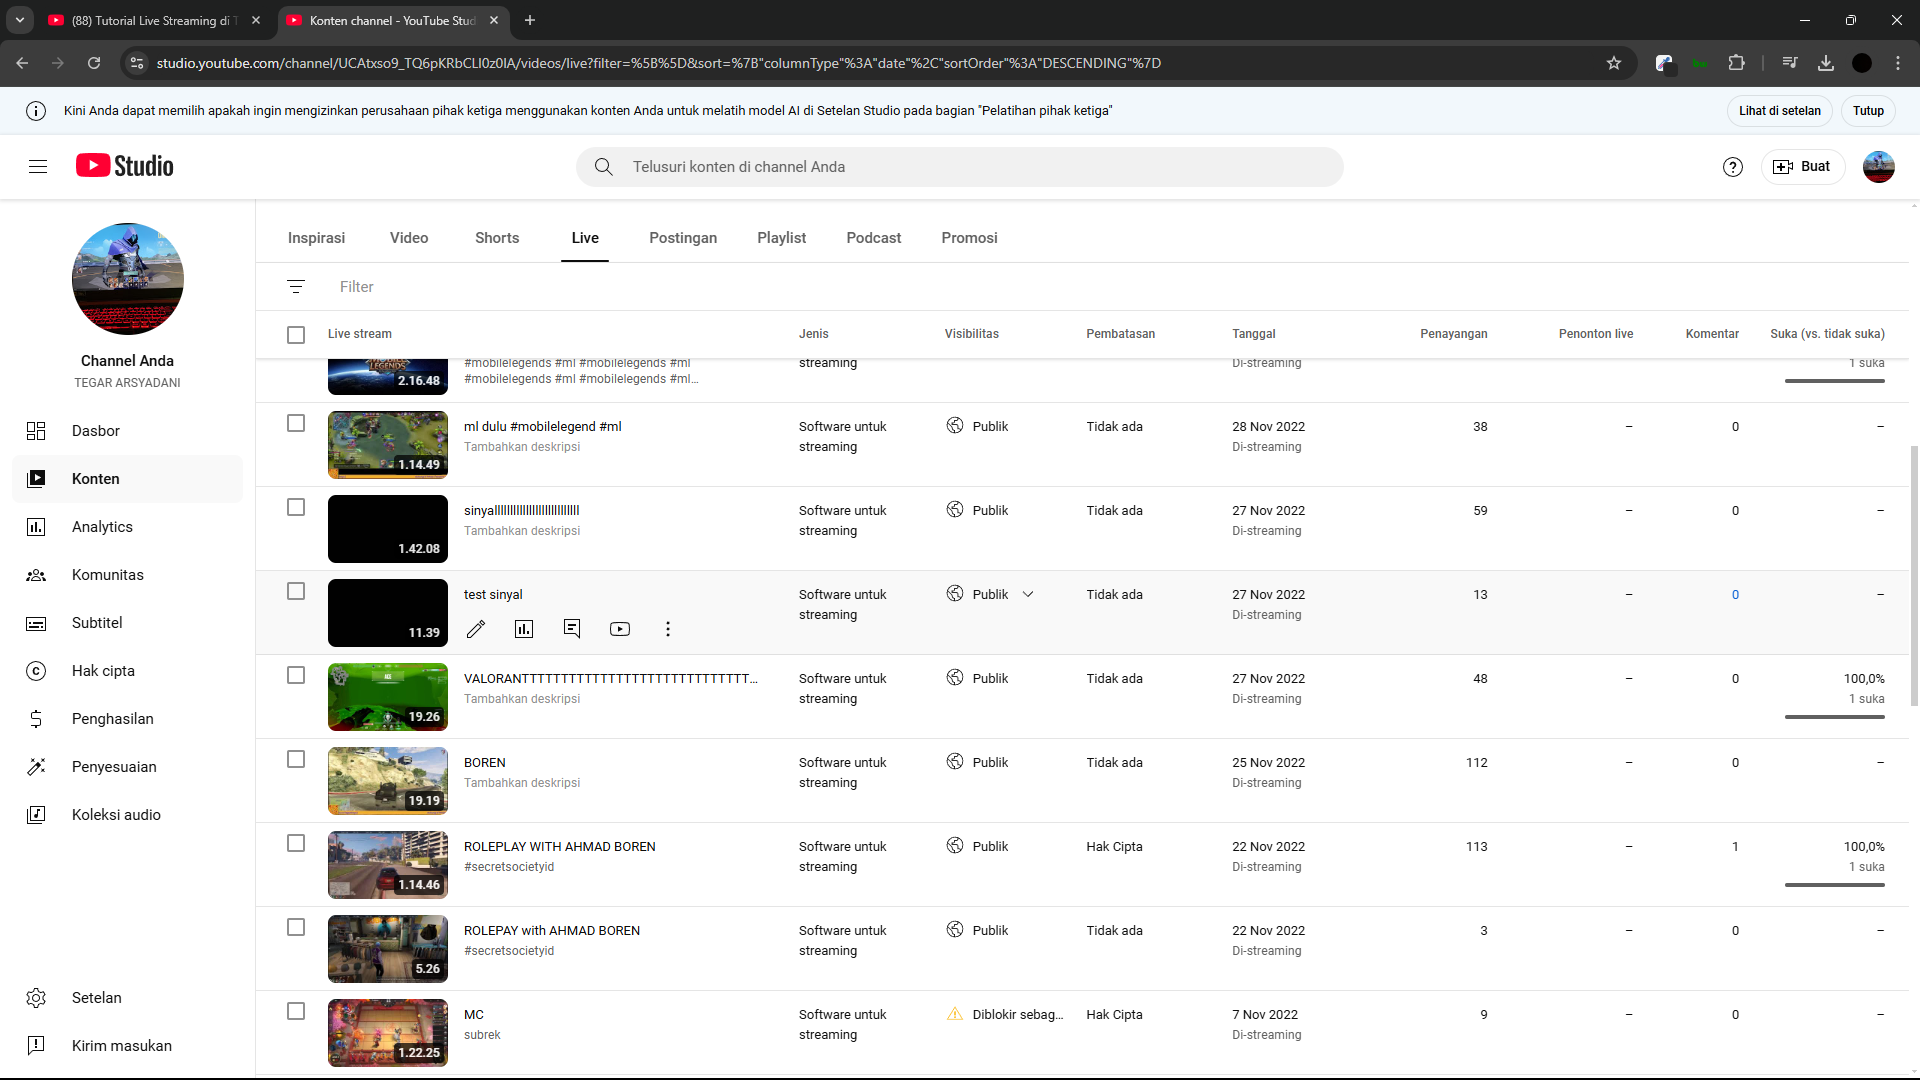 (88) Tutorial Live Streaming di T
Konten channel - YouTube Stud
studio.youtube.com/channel/UCAtxso9_TQ6pKRbCLI0z0IA/videos/live?filter=%5B%5D&sort=%7B"columnType"%3A"date"%2C"sortOrder"%3A"DESCENDING"%7D
Kini Anda dapat memilih apakah ingin mengizinkan perusahaan pihak ketiga menggunakan konten Anda untuk melatih model AI di Setelan Studio pada bagian "Pelatihan pihak ketiga"
Lihat di setelan
Tutup
Studio
Telusuri konten di channel Anda
Buat
Channel Anda
TEGAR ARSYADANI
Dasbor
Konten
Analytics
Komunitas
Subtitel
Hak cipta
Penghasilan
Penyesuaian
Koleksi audio
Setelan
Kirim masukan
Inspirasi Video Shorts Live Postingan Playlist Podcast Promosi
Filter
Live stream Jenis Visibilitas Pembatasan Tanggal Penayangan Penonton live Komentar Suka (vs. tidak suka)
LEGENDS
#mobilelegends #ml #mobilelegends #ml streaming Di-streaming 1 suka
2.16.48 #mobilelegends #ml #mobilelegends #ml...
ml dulu #mobilelegend #ml Software untuk Publik Tidak ada 28 Nov 2022 38 – 0 –
Tambahkan deskripsi streaming Di-streaming
1.14.49
sinyalllllllllllllllllllllllllll Software untuk Publik Tidak ada 27 Nov 2022 59 – 0 –
Tambahkan deskripsi streaming Di-streaming
1.42.08
test sinyal Software untuk Publik Tidak ada 27 Nov 2022 13 – 0 –
streaming Di-streaming
11.39
VALORANTTTTTTTTTTTTTTTTTTTTTTTTTTTTTT... Software untuk Publik Tidak ada 27 Nov 2022 48 – 0 100,0%
Tambahkan deskripsi streaming Di-streaming 1 suka
ACE
19.26
BOREN Software untuk Publik Tidak ada 25 Nov 2022 112 – 0 –
Tambahkan deskripsi streaming Di-streaming
19.19
ROLEPLAY WITH AHMAD BOREN Software untuk Publik Hak Cipta 22 Nov 2022 113 – 1 100,0%
#secretsocietyid streaming Di-streaming 1 suka
1.14.46
ROLEPAY with AHMAD BOREN Software untuk Publik Tidak ada 22 Nov 2022 3 – 0 –
#secretsocietyid streaming Di-streaming
5.26
MC Software untuk Diblokir sebag... Hak Cipta 7 Nov 2022 9 – 0 –
subrek streaming Di-streaming
1.22.25